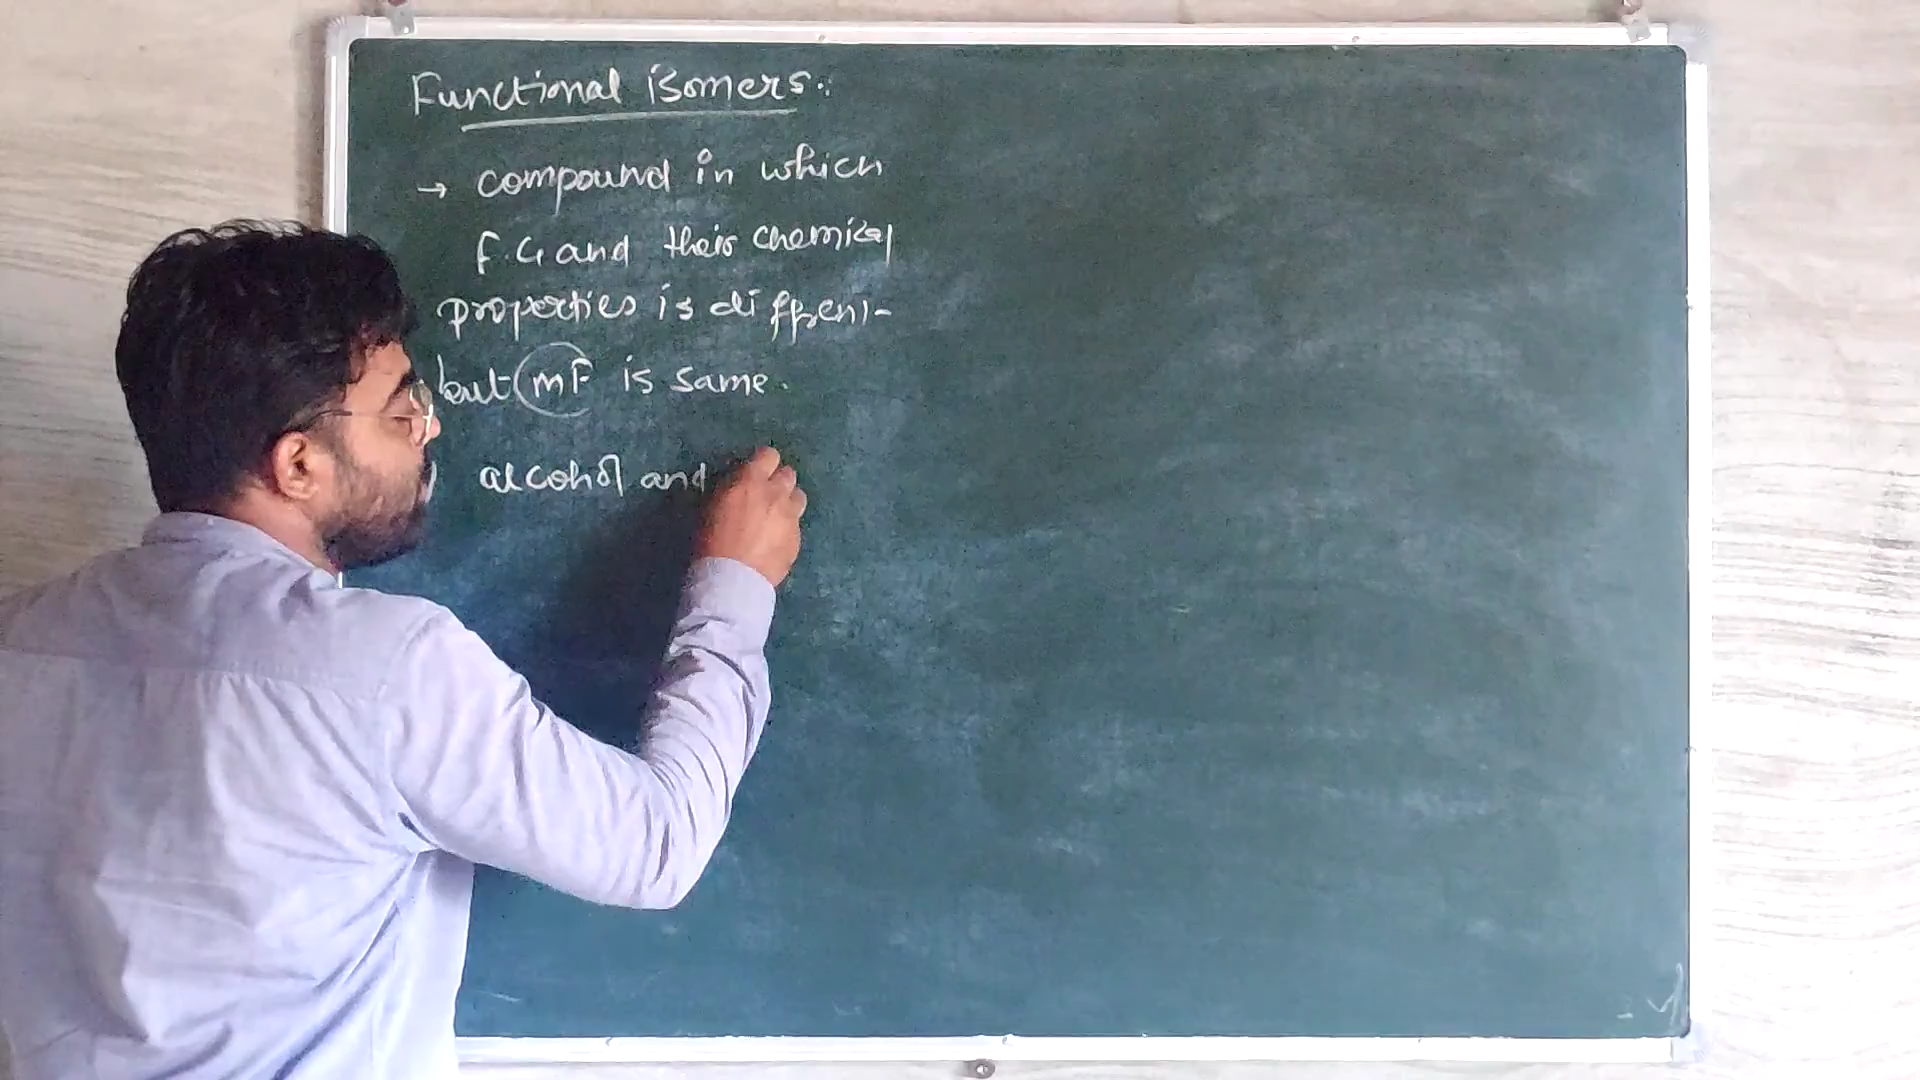 Functional isomers:
→ compound in which
F.G and their chemical
properties is different
but MF is same.
alcohol and